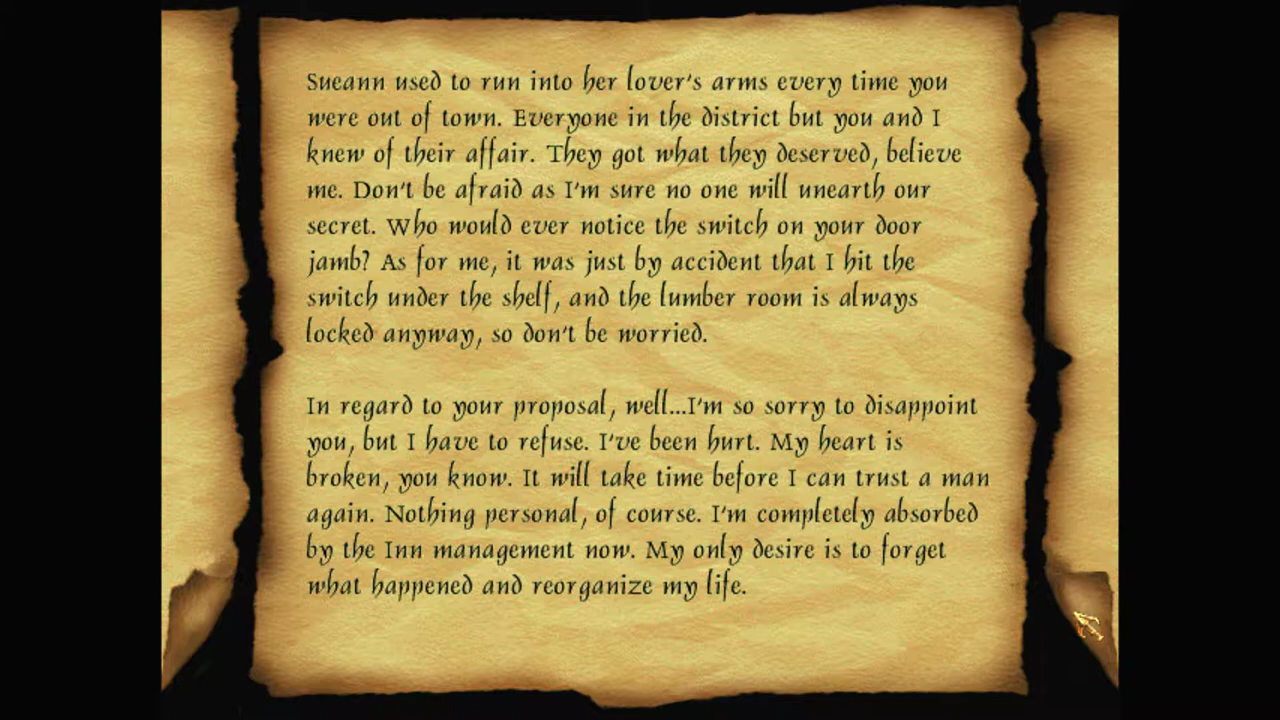 Sueann used to run into her lover's arms every time you
were out of town. Everyone in the district but you and I
knew of their affair. They got what they deserved, believe
me. Don't be afraid as I'm sure no one will unearth our
secret. Who would ever notice the switch on your door
jamb? As for me, it was just by accident that I hit the
switch under the shelf, and the lumber room is always
locked anyway, so don't be worried.
In regard to your proposal, well...I'm so sorry to disappoint
you, but I have to refuse. I've been hurt. My heart is
broken, you know. It will take time before I can trust a man
again. Nothing personal, of course. I'm completely absorbed
by the Inn management now. My only desire is to forget
what happened and reorganize my life.